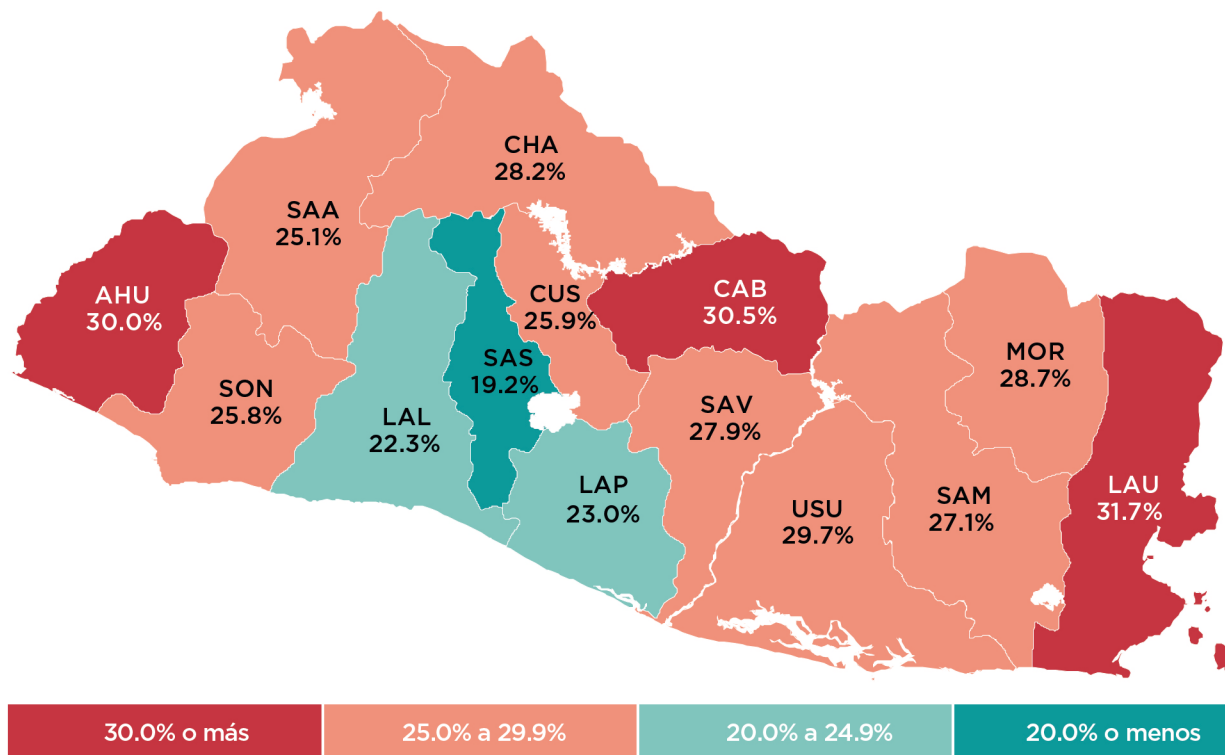 CHA
28.2%
SAA
25.1%
AHU
30.0%
CUS
25.9%
CAB
30.5%
SAS
19.2%
MOR
28.7%
SON
25.8%
LAL
22.3%
SAV
27.9%
LAP
23.0%
USU
29.7%
SAM
27.1%
LAU
31.7%
30.0% o más
25.0% a 29.9%
20.0% a 24.9%
20.0% o menos